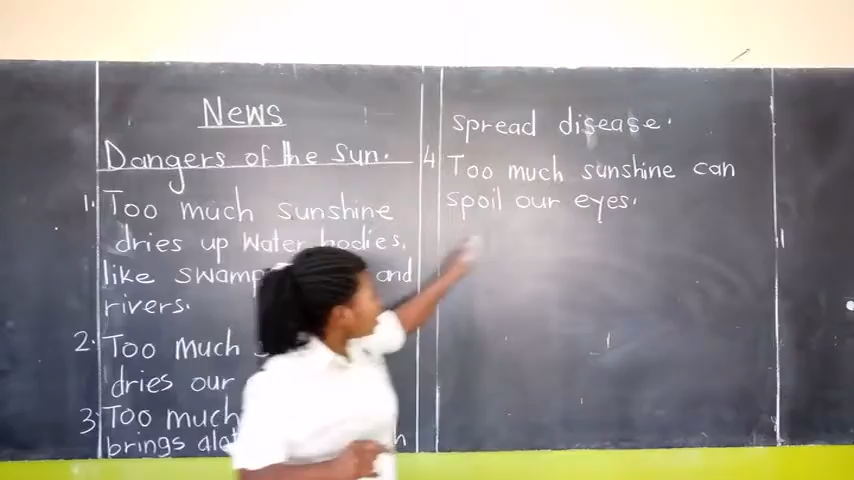 News
Dangers of the Sun.
1. Too much sunshine
dries up Water bodies,
like swamp and
rivers.
2. Too much
dries our
3 Too much
brings
spread disease.
4 Too much sunshine can
spoil our eyes.